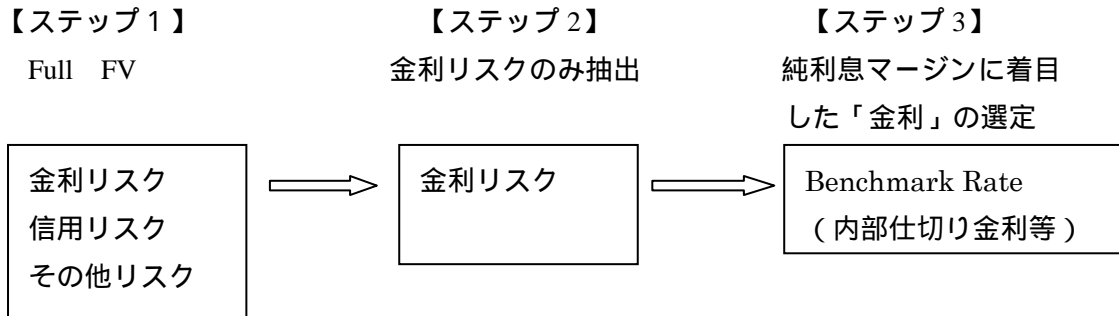 【ステップ１】
Full FV
金利リスク
信用リスク
その他リスク
【ステップ 2】
金利リスクのみ抽出
金利リスク
【ステップ 3】
純利息マージンに着目
した「金利」の選定
Benchmark Rate
（内部仕切り金利等）